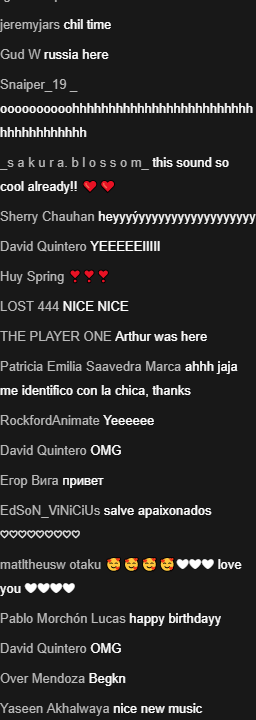 jeremyjars chil time
Gud W russia here
Snaiper_19 _
oooooooooohhhhhhhhhhhhhhhhhhhhhhhhh
hhhhhhhhhhhh
_s a k u r a. b l o s s o m_ this sound so
cool already!! ❤️ ❤️
Sherry Chauhan heyyyýyyyyyyyyyyyyyyyyyy
David Quintero YEEEEEIIIII
Huy Spring ❣️ ❣️ ❣️
LOST 444 NICE NICE
THE PLAYER ONE Arthur was here
Patricia Emilia Saavedra Marca ahhh jaja
me identifico con la chica, thanks
RockfordAnimate Yeeeeee
David Quintero OMG
Егор Вига привет
EdSoN_ViNiCiUs salve apaixonados
♡♡♡♡♡♡♡♡♡
matltheusw otaku 🥰 🥰 🥰 🥰 🤍🤍🤍 love
you 🤍🤍🤍🤍
Pablo Morchón Lucas happy birthdayy
David Quintero OMG
Over Mendoza Begkn
Yaseen Akhalwaya nice new music